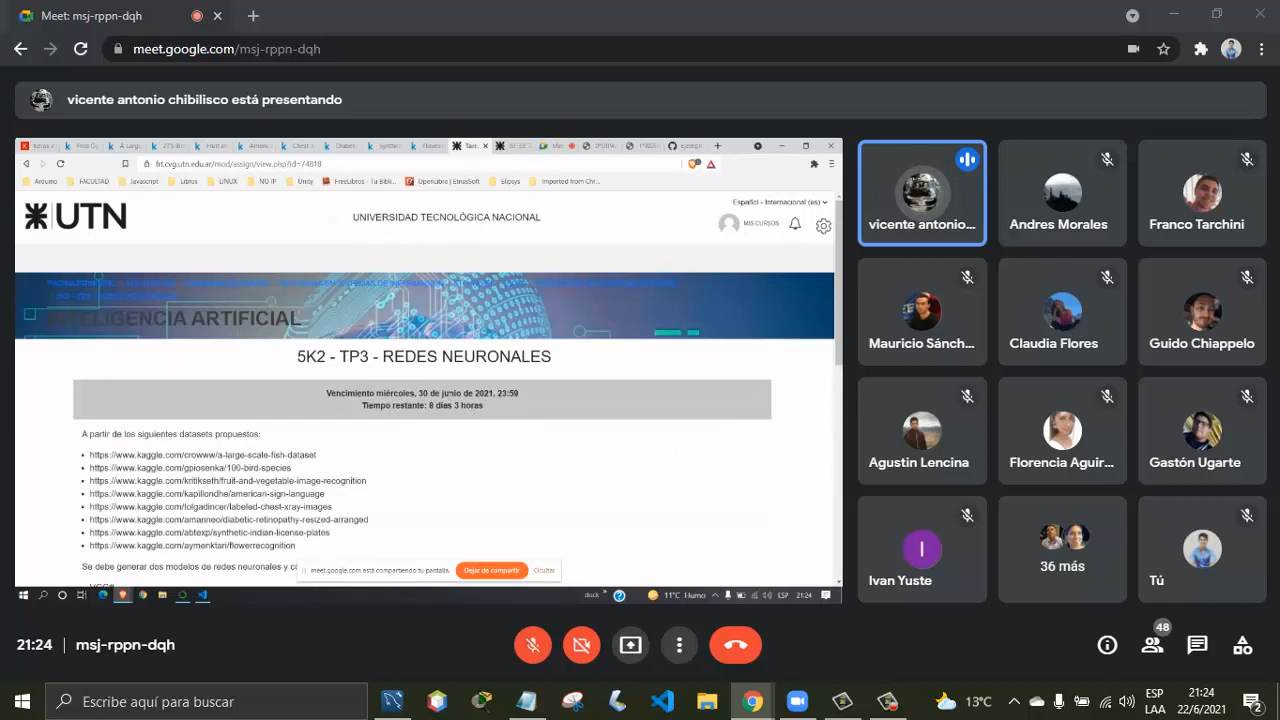 Meet: msj-rppn-dqh
meet.google.com/msj-rppn-dqh
vicente antonio chibilisco está presentando
fit.cvg.utn.edu.ar/mod/assign/view.php?id=74818
Arduino FACULTAD Javascript Libros LINUX NO IP Unity FreeLibros - Tu Bibl... OpenLibra | EtnasSoft Elipsys Imported from Chr...
Español - Internacional (es)
UTN
UNIVERSIDAD TECNOLÓGICA NACIONAL
MIS CURSOS
INTELIGENCIA ARTIFICIAL
5K2 - TP3 - REDES NEURONALES
Vencimiento miércoles, 30 de junio de 2021, 23:59
Tiempo restante: 8 días 3 horas
A partir de los siguientes datasets propuestos:
https://www.kaggle.com/crowww/a-large-scale-fish-dataset
https://www.kaggle.com/gpiosenka/100-bird-species
https://www.kaggle.com/kritikseth/fruit-and-vegetable-image-recognition
https://www.kaggle.com/kapillondhe/american-sign-language
https://www.kaggle.com/tolgadincer/labeled-chest-xray-images
https://www.kaggle.com/amanneo/diabetic-retinopathy-resized-arranged
https://www.kaggle.com/abtexp/synthetic-indian-license-plates
https://www.kaggle.com/aymenktari/flowerrecognition
Se debe generar dos modelos de redes neuronales y
meet.google.com está compartiendo tu pantalla.
Dejar de compartir
Ocultar
11°C Humo
ESP
21:24
vicente antonio...
Andres Morales
Franco Tarchini
Mauricio Sánch...
Claudia Flores
Guido Chiappelo
Agustin Lencina
Florencia Aguir...
Gastón Ugarte
I
Ivan Yuste
36 más
Tú
21:24 | msj-rppn-dqh
48
Escribe aquí para buscar
13°C
ESP
LAA
21:24
22/6/2021
2